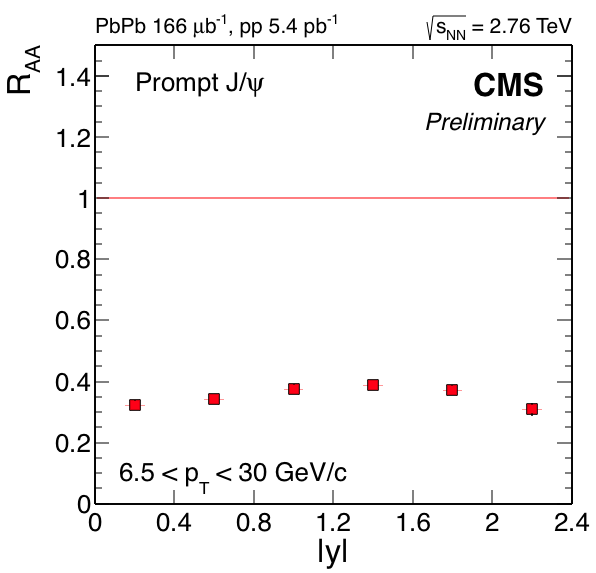 PbPb 166 μb⁻¹, pp 5.4 pb⁻¹ √sNN = 2.76 TeV
RAA
1.4
Prompt J/ψ
CMS
Preliminary
1.2
1
0.8
0.6
0.4
0.2
6.5 < pT < 30 GeV/c
0
0 0.4 0.8 1.2 1.6 2 2.4
|y|